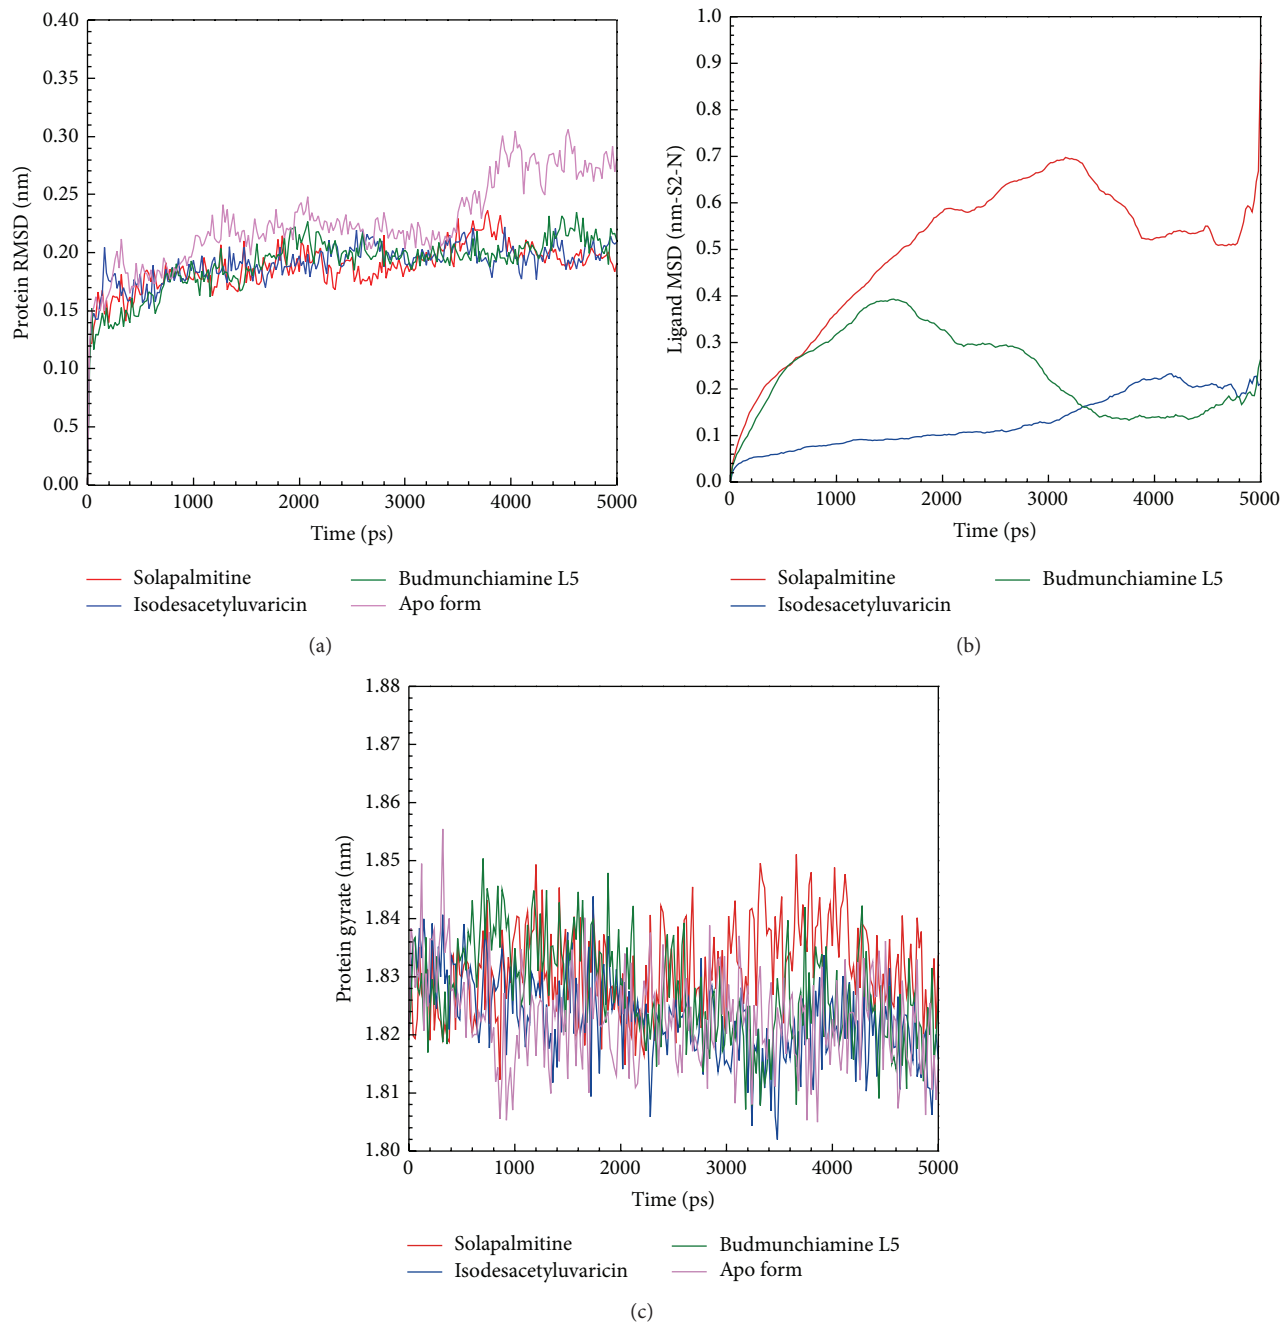 0.40
0.35
0.30
0.25
0.20
0.15
0.10
0.5
0.00
Protein RMSD (nm)
0 1000 2000 3000 4000 5000
Time (ps)
Solapalmitine Budmunchiamine L5
Isodesacetyluvaricin Apo form
(a)
1.0
0.9
0.8
0.7
0.6
0.5
0.4
0.3
0.2
0.1
0.0
Ligand MSD (nm-S2-N)
0 1000 2000 3000 4000 5000
Time (ps)
Solapalmitine Budmunchiamine L5
Isodesacetyluvaricin
(b)
1.88
1.87
1.86
1.85
1.84
1.83
1.82
1.81
1.80
Protein gyrate (nm)
0 1000 2000 3000 4000 5000
Time (ps)
Solapalmitine Budmunchiamine L5
Isodesacetyluvaricin Apo form
(c)